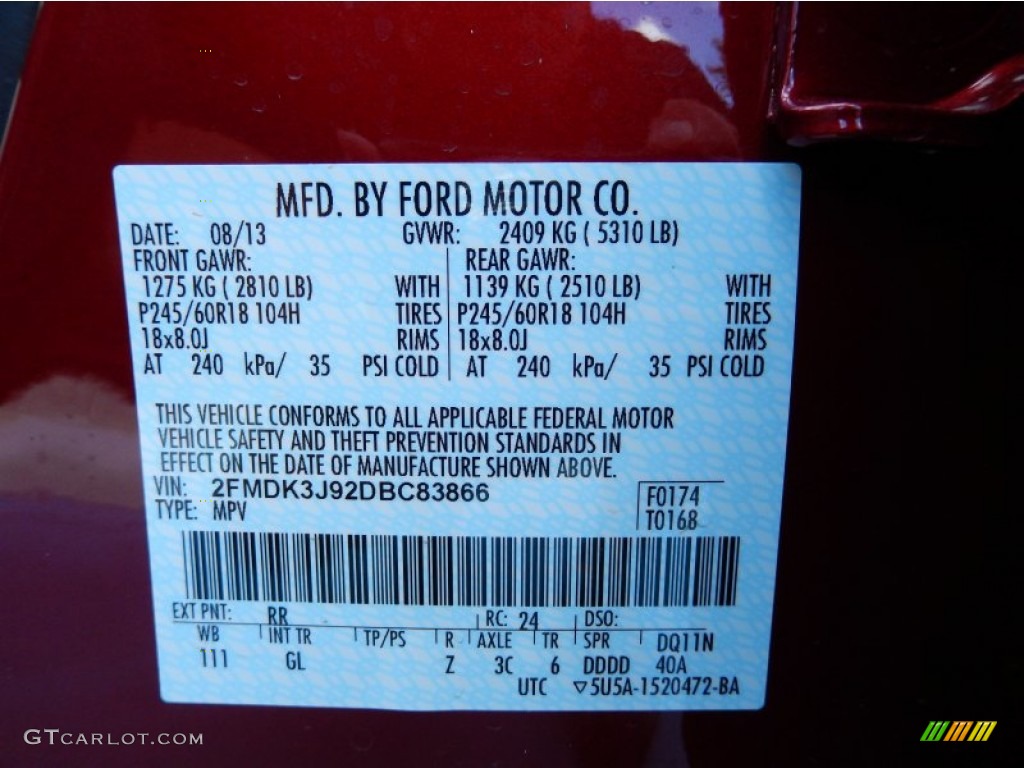 MFD. BY FORD MOTOR CO.
DATE: 08/13 GVWR: 2409 KG ( 5310 LB)
FRONT GAWR: REAR GAWR:
1275 KG ( 2810 LB) WITH 1139 KG ( 2510 LB) WITH
P245/60R18 104H TIRES P245/60R18 104H TIRES
18x8.0J RIMS 18x8.0J RIMS
AT 240 kPa/ 35 PSI COLD AT 240 kPa/ 35 PSI COLD
THIS VEHICLE CONFORMS TO ALL APPLICABLE FEDERAL MOTOR
VEHICLE SAFETY AND THEFT PREVENTION STANDARDS IN
EFFECT ON THE DATE OF MANUFACTURE SHOWN ABOVE.
VIN: 2FMDK3J92DBC83866 F0174
TYPE: MPV T0168
EXT PNT: RR RC: 24 DSO:
WB INT TR TP/PS R AXLE TR SPR DQ11N
111 GL Z 3C 6 DDDD 40A
UTC ▽5U5A-1520472-BA
GTCARLOT.COM